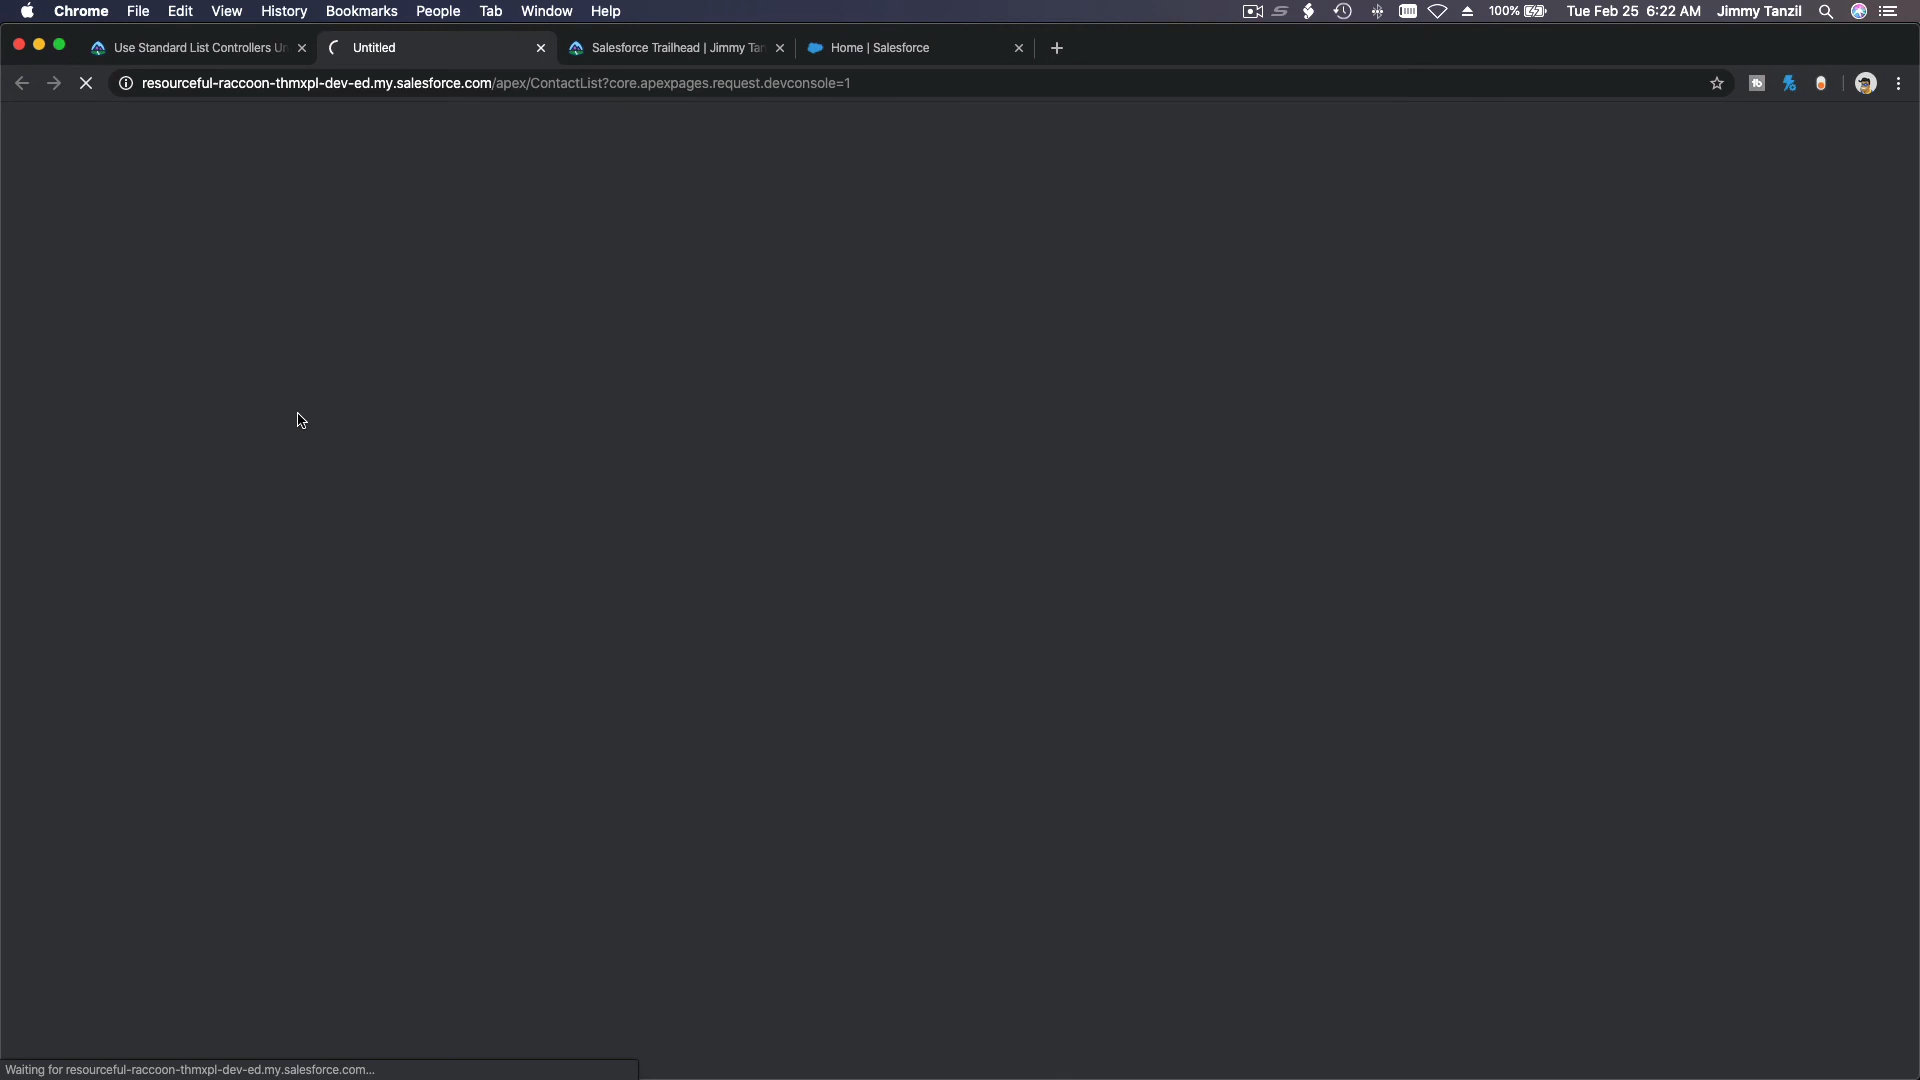 Chrome File Edit View History Bookmarks People Tab Window Help 100% Tue Feb 25 6:22 AM Jimmy Tanzil
Use Standard List Controllers Un Untitled Salesforce Trailhead | Jimmy Tan Home | Salesforce
resourceful-raccoon-thmxpl-dev-ed.my.salesforce.com/apex/ContactList?core.apexpages.request.devconsole=1
Waiting for resourceful-raccoon-thmxpl-dev-ed.my.salesforce.com...